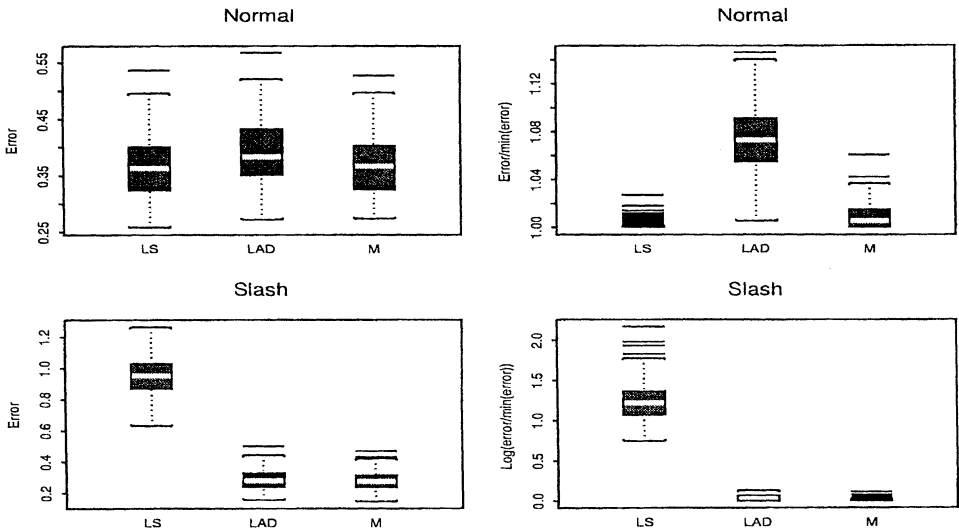 Normal
Error
0.55
0.45
0.35
0.25
LS
LAD
M
Normal
Error/min(error)
1.12
1.08
1.04
1.00
LS
LAD
M
Slash
Error
1.2
1.0
0.8
0.6
0.4
0.2
LS
LAD
M
Slash
Log(error/min(error))
2.0
1.5
1.0
0.5
0.0
LS
LAD
M